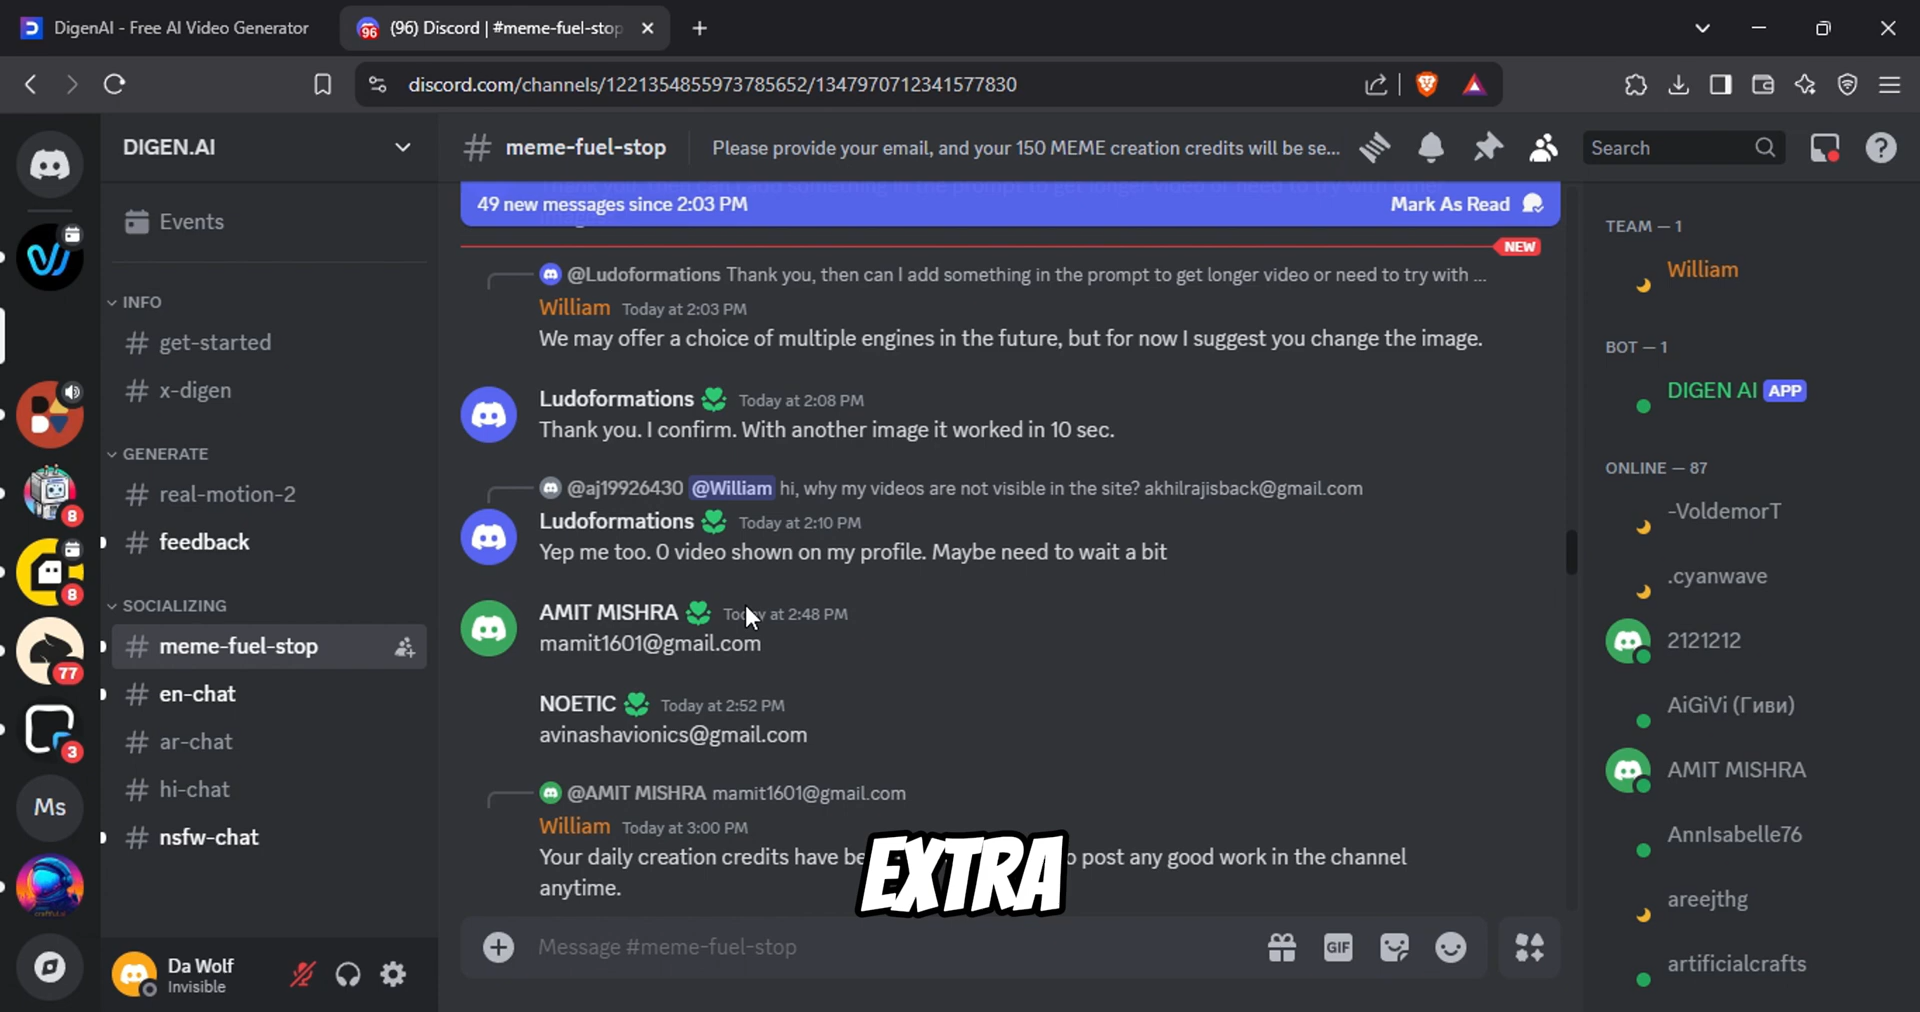 DigenAI - Free AI Video Generator
96
(96) Discord | #meme-fuel-stop
discord.com/channels/1221354855973785652/1347970712341577830
DIGEN.AI
# meme-fuel-stop
Please provide your email, and your 150 MEME creation credits will be se...
Search
Events
INFO
# get-started
# x-digen
GENERATE
# real-motion-2
# feedback
SOCIALIZING
# meme-fuel-stop
# en-chat
# ar-chat
# hi-chat
# nsfw-chat
8
8
77
3
Ms
Da Wolf
Invisible
49 new messages since 2:03 PM
Mark As Read
NEW
@Ludoformations Thank you, then can I add something in the prompt to get longer video or need to try with ...
William Today at 2:03 PM
We may offer a choice of multiple engines in the future, but for now I suggest you change the image.
Ludoformations Today at 2:08 PM
Thank you. I confirm. With another image it worked in 10 sec.
@aj19926430 @William hi, why my videos are not visible in the site? akhilrajisback@gmail.com
Ludoformations Today at 2:10 PM
Yep me too. 0 video shown on my profile. Maybe need to wait a bit
AMIT MISHRA Today at 2:48 PM
mamit1601@gmail.com
NOETIC Today at 2:52 PM
avinashavionics@gmail.com
@AMIT MISHRA mamit1601@gmail.com
William Today at 3:00 PM
Your daily creation credits have be
post any good work in the channel
anytime.
EXTRA
Message #meme-fuel-stop
GIF
TEAM — 1
William
BOT — 1
DIGEN AI APP
ONLINE — 87
-VoldemorT
.cyanwave
2121212
AiGiVi (Гиви)
AMIT MISHRA
AnnIsabelle76
areejthg
artificialcrafts